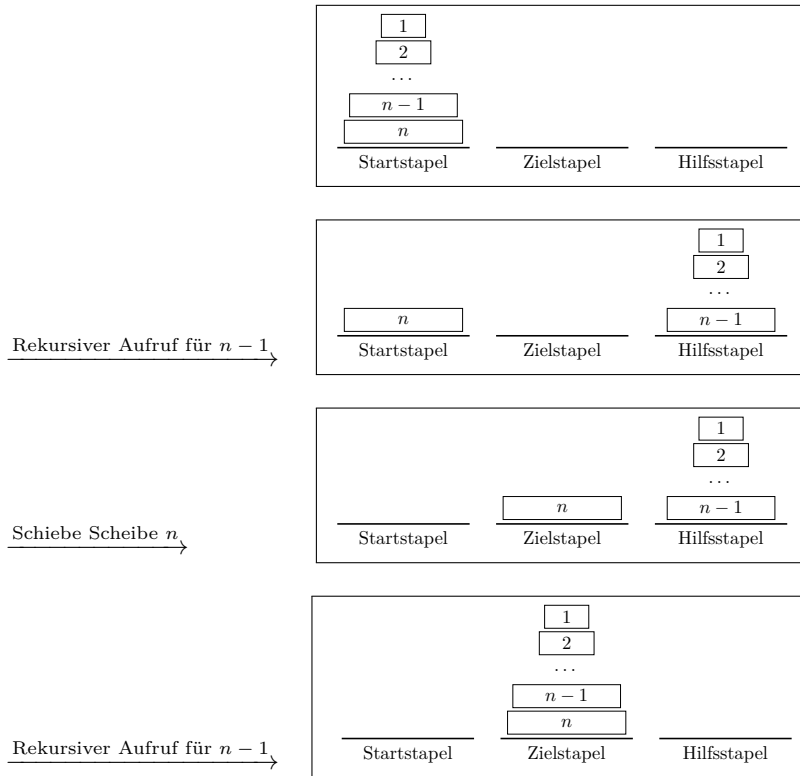 1
2
...
n − 1
n
Startstapel Zielstapel Hilfsstapel
1
2
...
n n − 1
Rekursiver Aufruf für n − 1
Startstapel Zielstapel Hilfsstapel
1
2
...
n n − 1
Schiebe Scheibe n
Startstapel Zielstapel Hilfsstapel
1
2
...
n − 1
n
Rekursiver Aufruf für n − 1
Startstapel Zielstapel Hilfsstapel